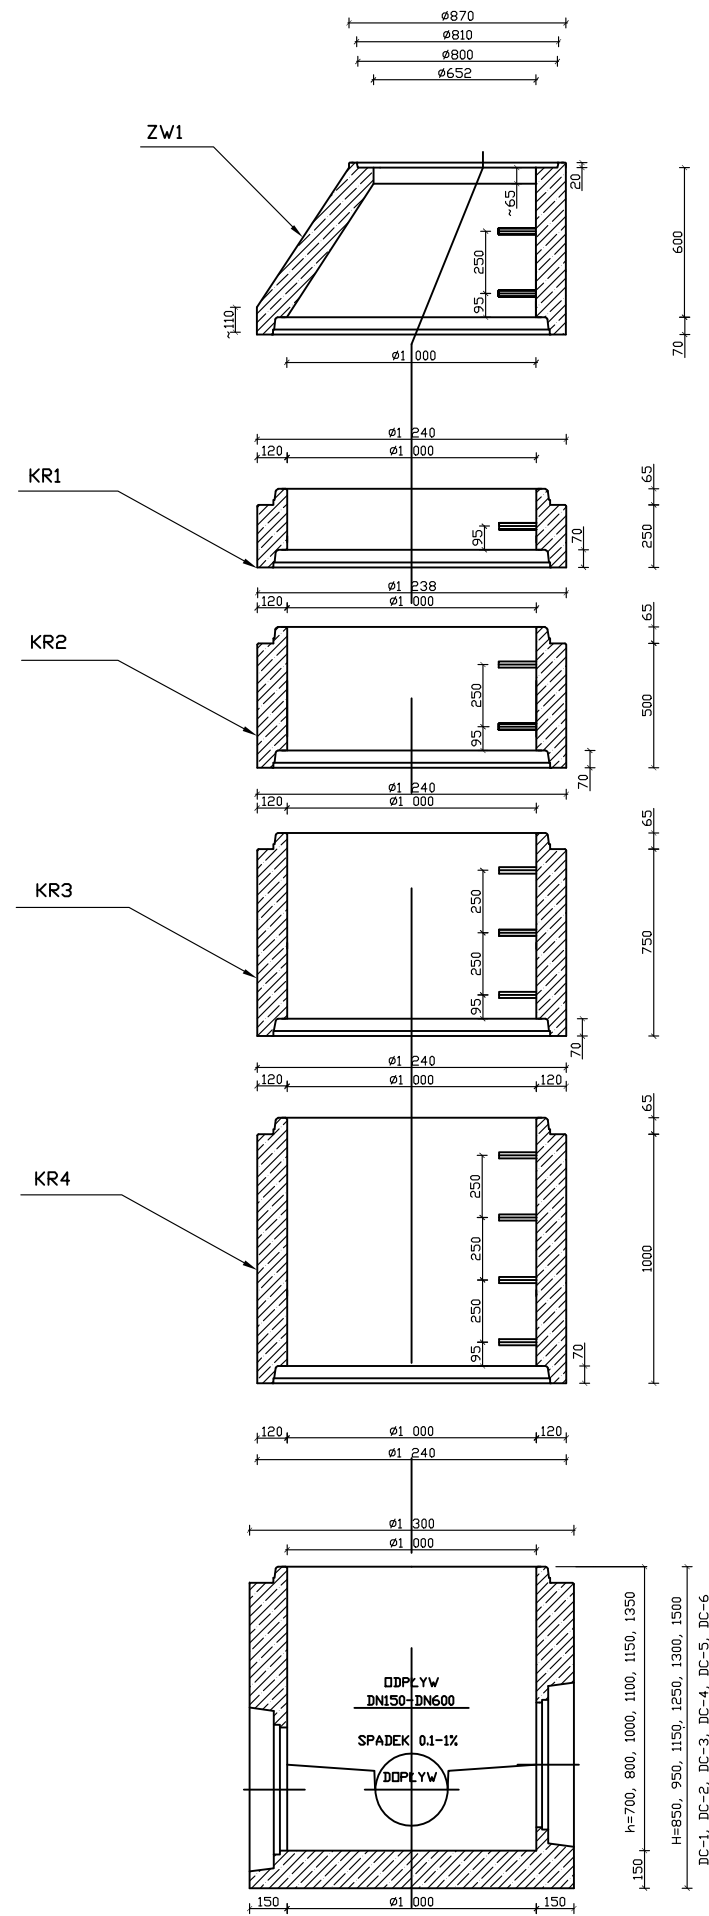 ø870
ø810
ø800
ø652
ZW1
20
~65
250
95
600
~110
70
ø1 000
ø1 240
120
ø1 000
KR1
65
95
70
250
ø1 238
120
ø1 000
65
KR2
250
500
95
70
ø1 240
120
ø1 000
65
KR3
250
750
250
95
70
ø1 240
120
ø1 000
120
65
KR4
250
250
1000
250
95
70
120
ø1 000
120
ø1 240
ø1 300
ø1 000
ODPŁYW
DN150-DN600
SPADEK 0.1-1%
DOPŁYW
h=700, 800, 1000, 1100, 1150, 1350
H=850, 950, 1150, 1250, 1300, 1500
DC-1, DC-2, DC-3, DC-4, DC-5, DC-6
150
150
ø1 000
150